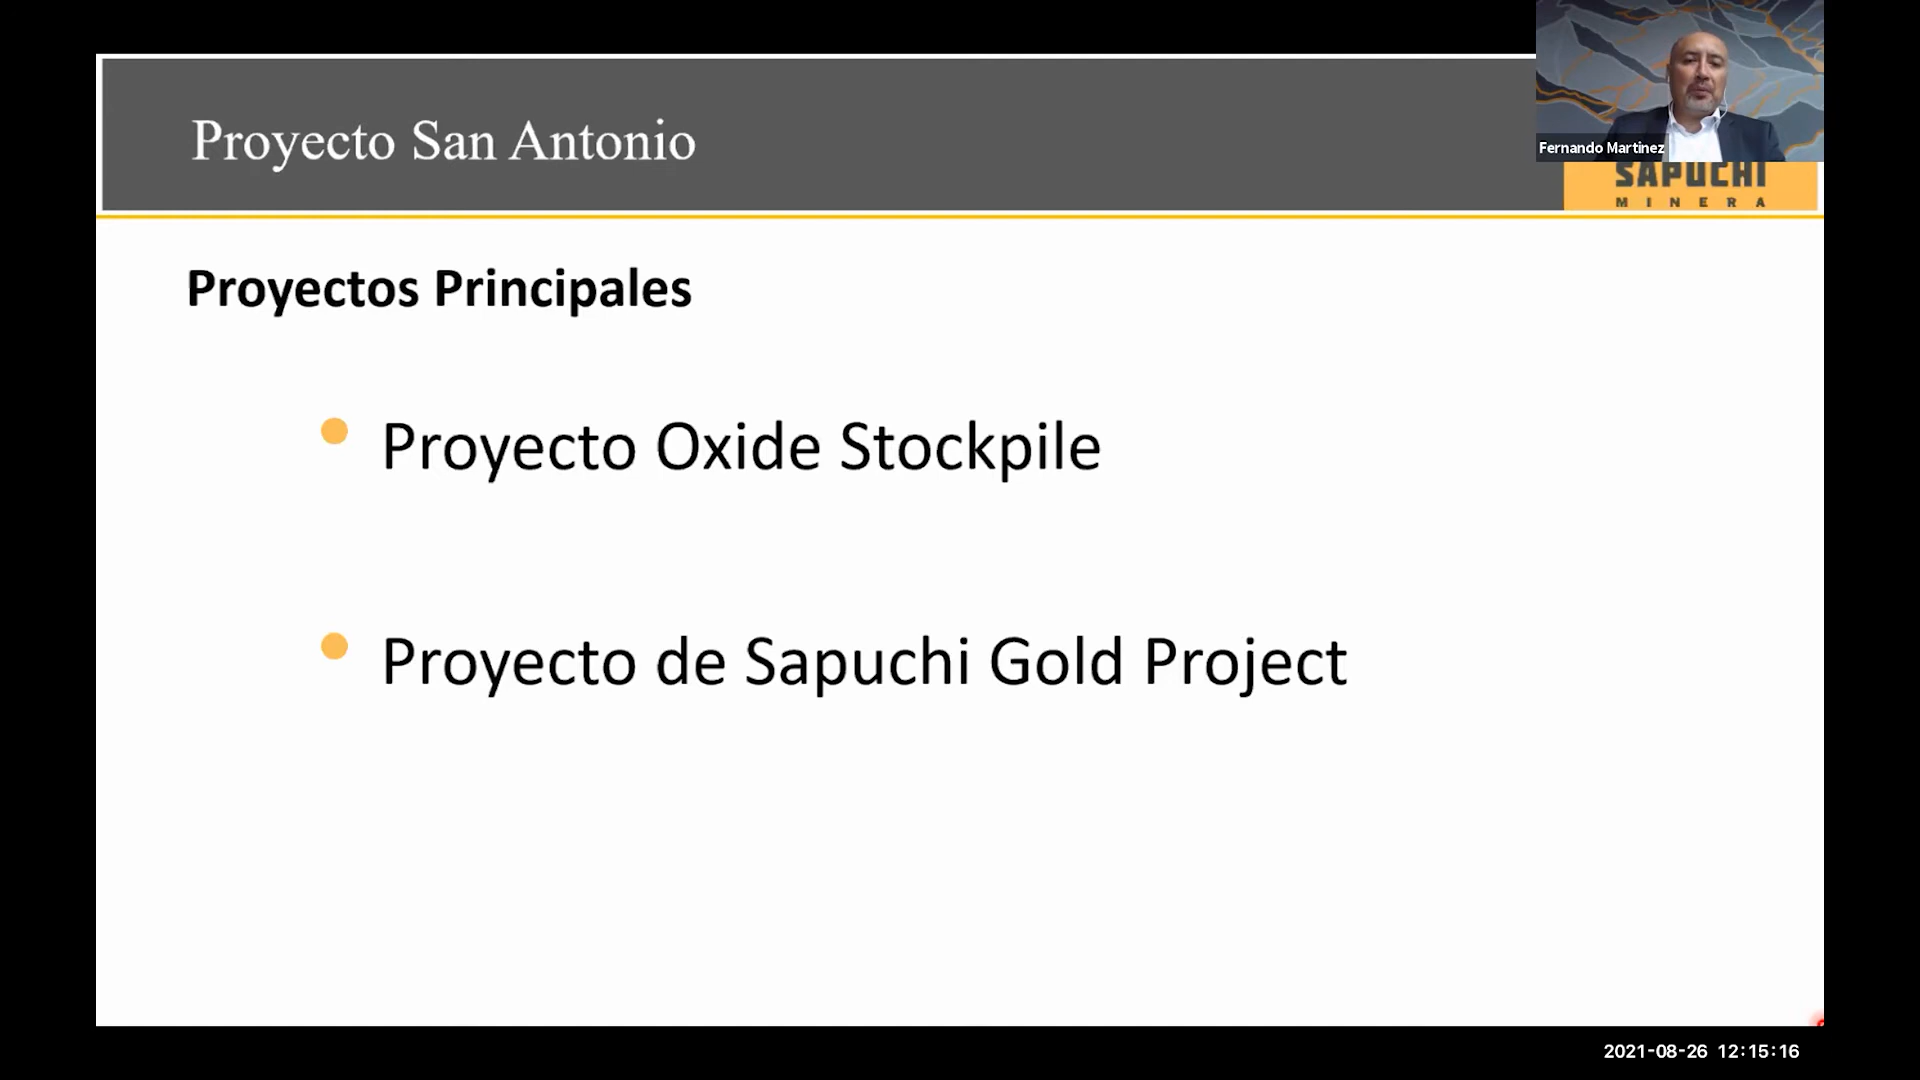 Proyecto San Antonio
Fernando Martinez
SAPUCHI
MINERA
Proyectos Principales
Proyecto Oxide Stockpile
Proyecto de Sapuchi Gold Project
2021-08-26 12:15:16